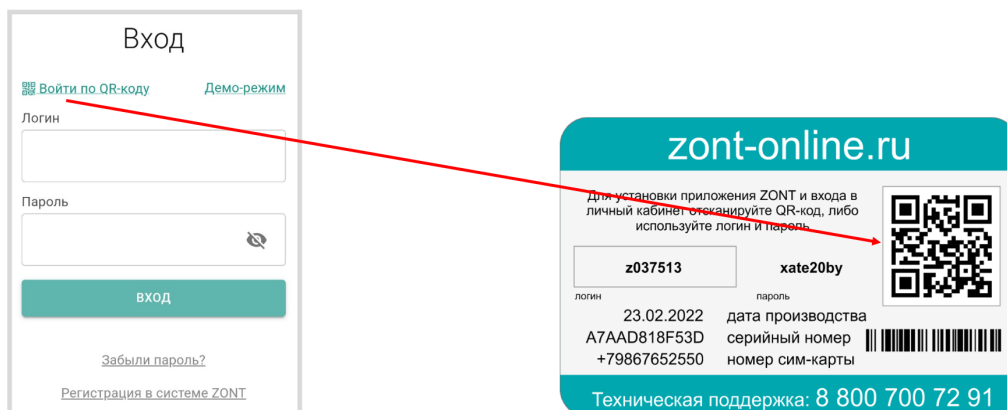 Вход
Войти по QR-коду Демо-режим
Логин
Пароль
ВХОД
Забыли пароль?
Регистрация в системе ZONT
zont-online.ru
Для установки приложения ZONT и входа в
личный кабинет отсканируйте QR-код, либо
используйте логин и пароль
z037513 xate20by
логин пароль
23.02.2022 дата производства
A7AAD818F53D серийный номер
+79867652550 номер сим-карты
Техническая поддержка: 8 800 700 72 91